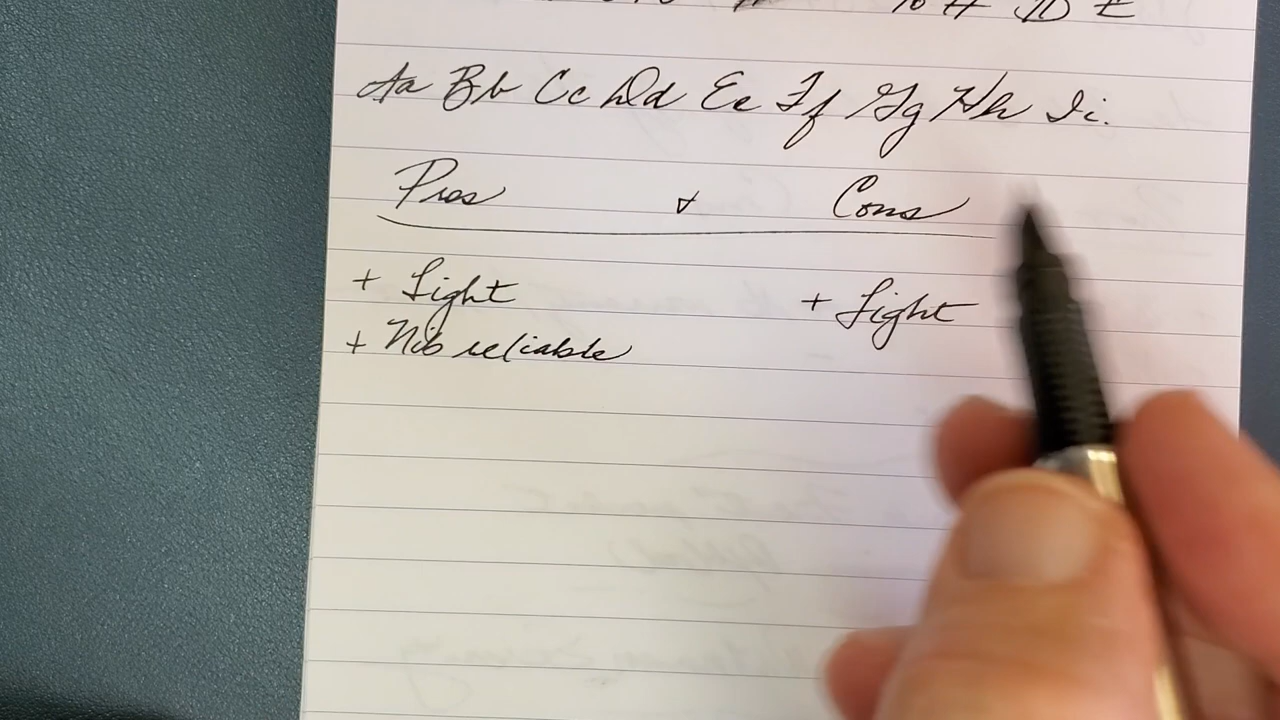 Aa Bb Cc Dd Ee Ff Gg Hh Ii.
Pros & Cons
+ Light + Light
+ Nib reliable